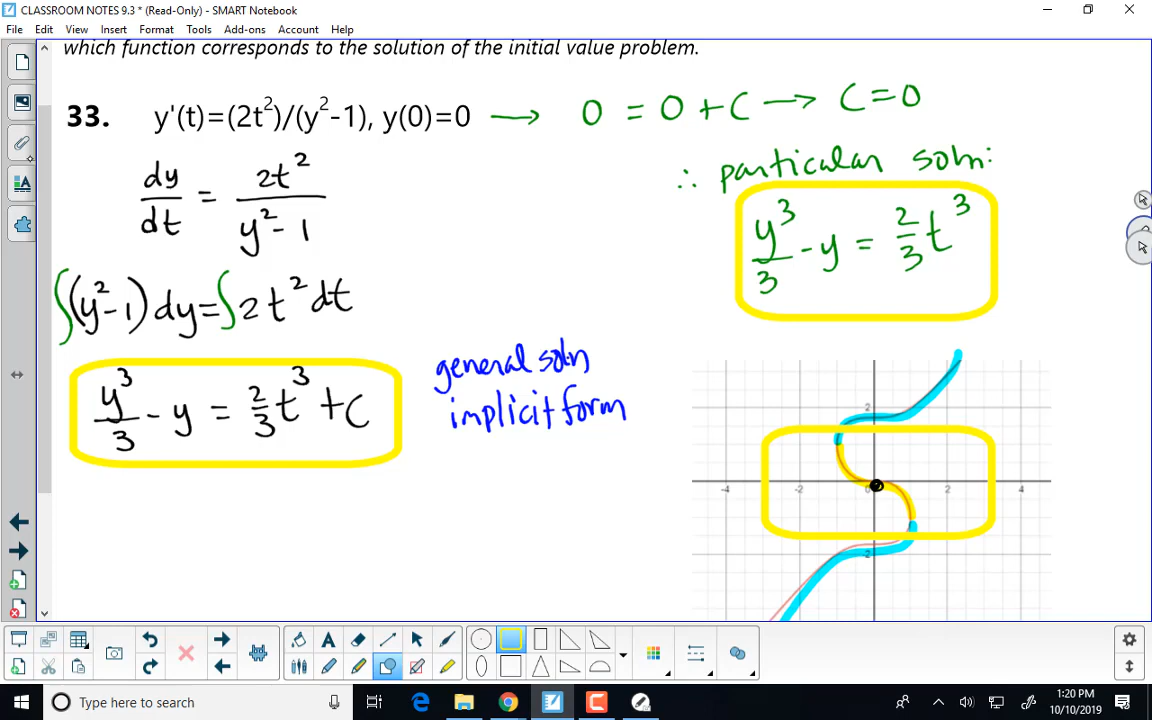 CLASSROOM NOTES 9.3 * (Read-Only) - SMART Notebook
File Edit View Insert Format Tools Add-ons Account Help
which function corresponds to the solution of the initial value problem.
33. y'(t)=(2t²)/(y²-1), y(0)=0 → 0 = 0 + C → C = 0
∴ particular soln:
y³/3 - y = 2/3 t³
dy/dt = 2t²/(y² - 1)
∫(y²-1) dy = ∫2t² dt
general soln
implicit form
y³/3 - y = 2/3 t³ + C
2
-4 -2 0 2 4
-2
Type here to search
1:20 PM
10/10/2019